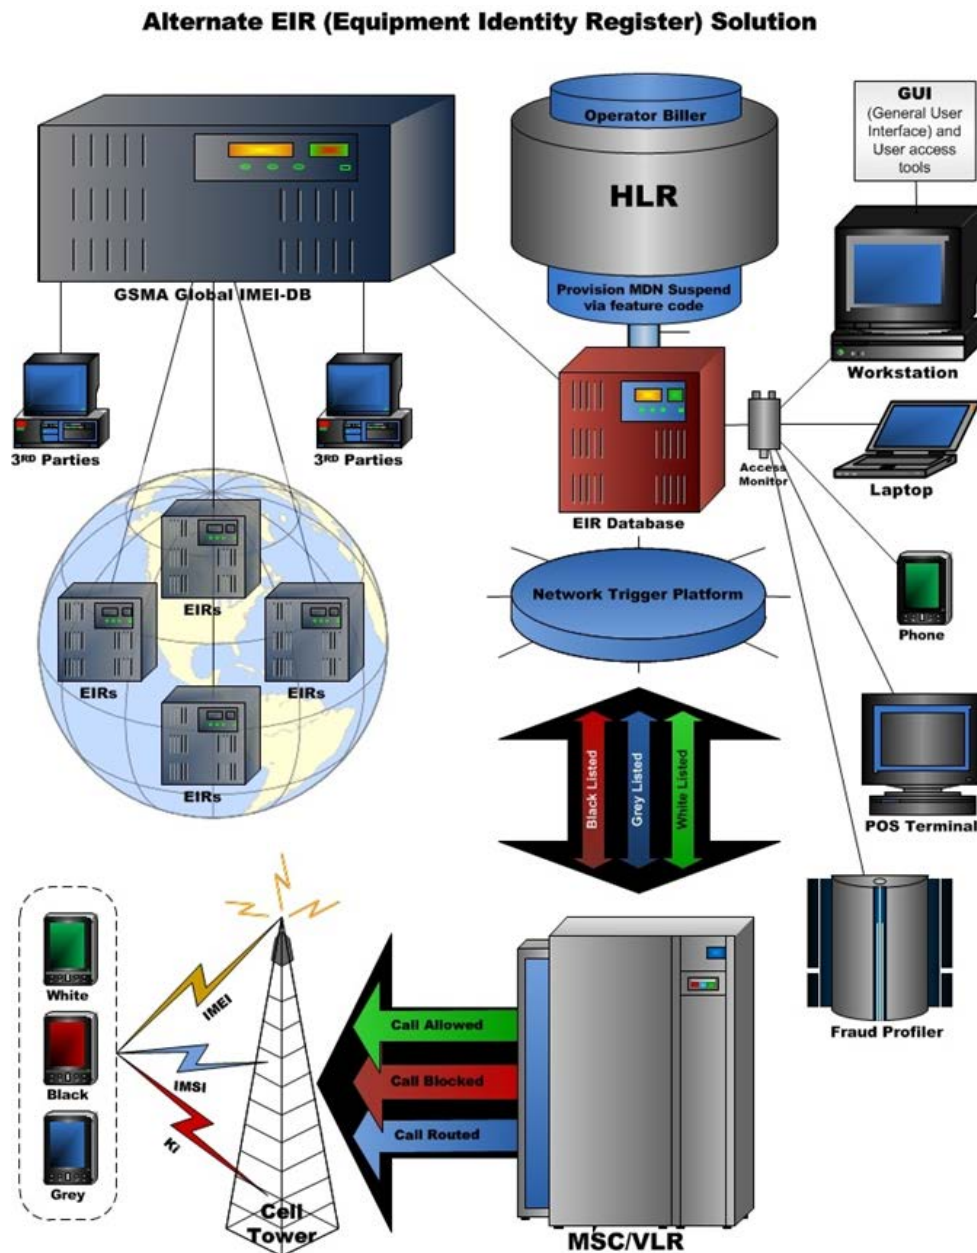 Alternate EIR (Equipment Identity Register) Solution
Operator Biller
HLR
Provision MDN Suspend
via feature code
GUI
(General User
Interface) and
User access
tools
GSMA Global IMEI-DB
Workstation
3RD Parties
3RD Parties
Access
Monitor
Laptop
EIR Database
EIRs
EIRs
EIRs
EIRs
Network Trigger Platform
Phone
Black Listed
Grey Listed
White Listed
POS Terminal
Fraud Profiler
White
Black
Grey
IMEI
IMSI
Ki
Cell
Tower
Call Allowed
Call Blocked
Call Routed
MSC/VLR